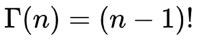 Γ(n) = (n − 1)!